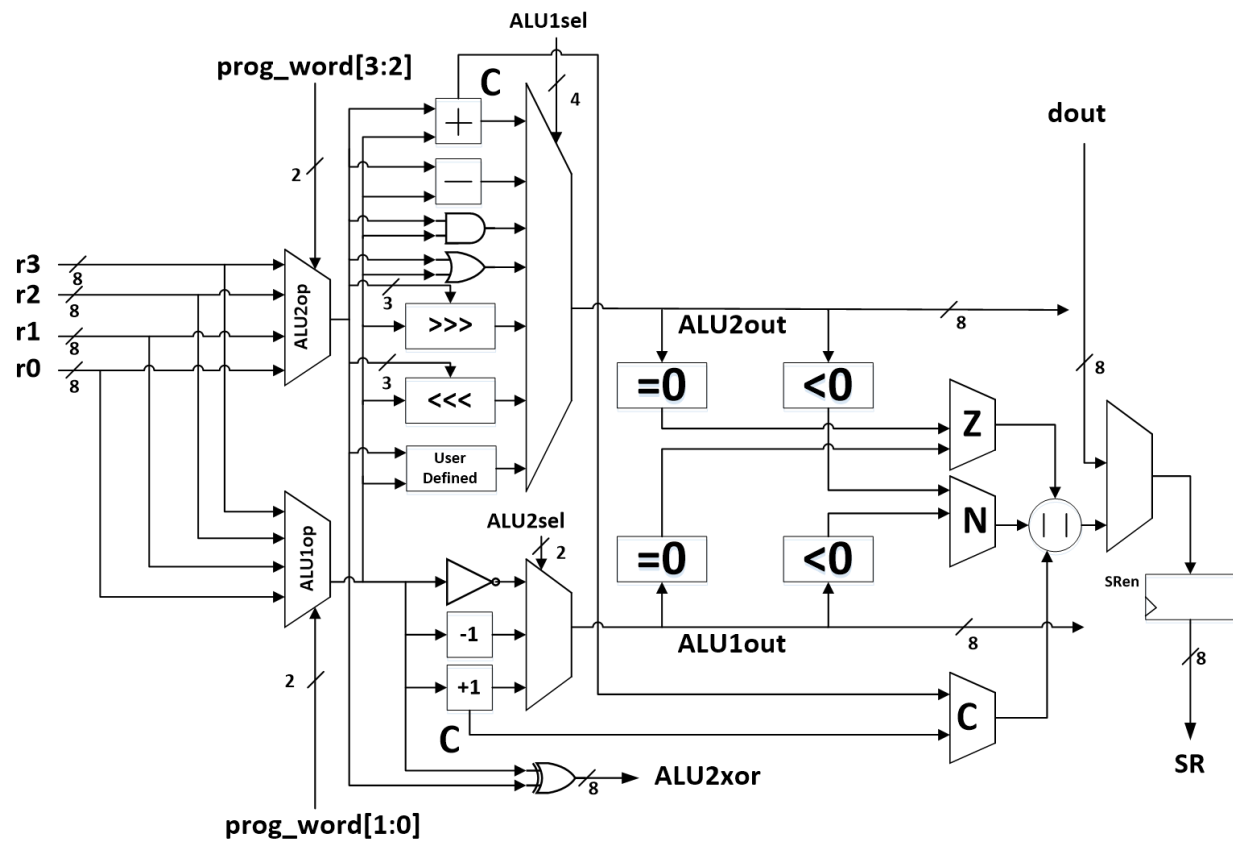 ALU1sel
prog_word[3:2]
C
4
dout
+
2
—
r3
8
r2
8
r1
8
r0
8
ALU2op
3
>>>
ALU2out
8
8
3
<<<
=0
<0
Z
User
Defined
ALU2sel
2
N
| |
ALU1op
=0
<0
SRen
-1
ALU1out
8
8
2
+1
C
C
ALU2xor
8
SR
prog_word[1:0]